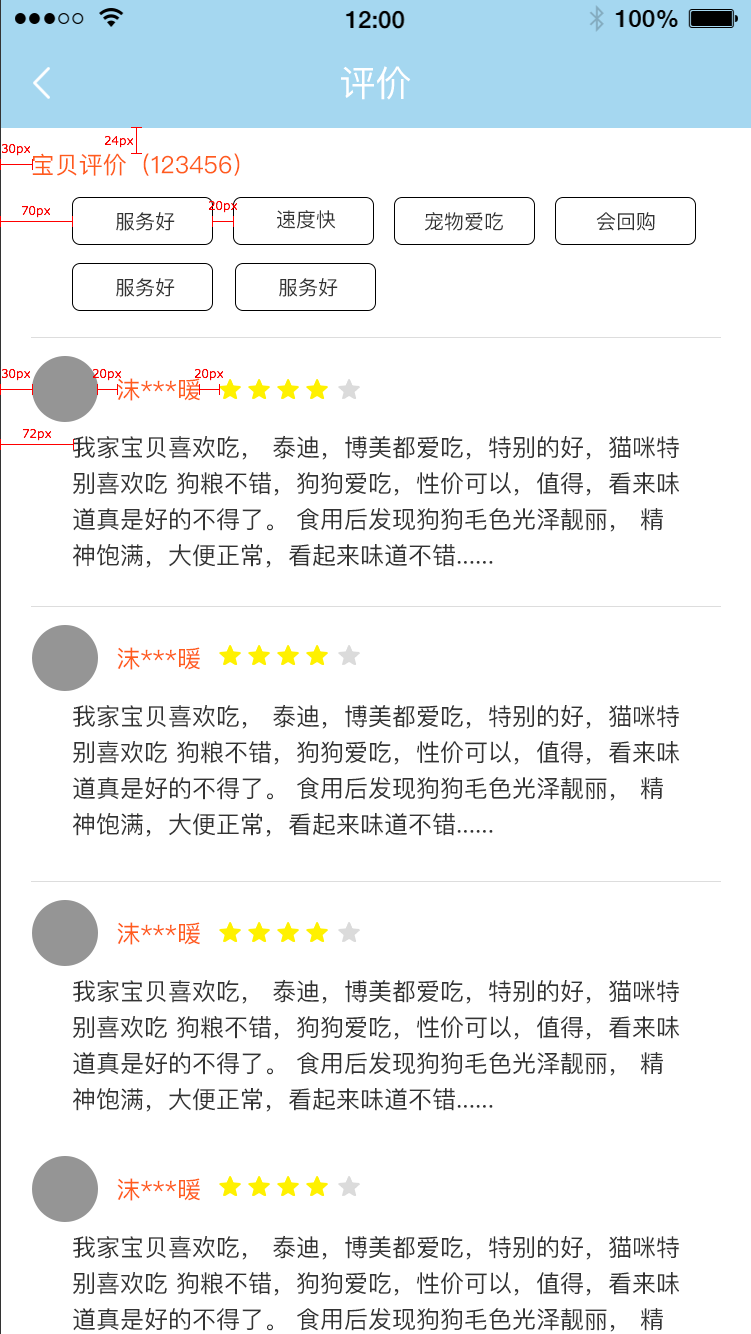 12:00 100%
评价
24px
30px
宝贝评价（123456）
70px 服务好 20px 速度快 宠物爱吃 会回购
服务好 服务好
30px 20px 沫***暖 20px
72px
我家宝贝喜欢吃， 泰迪，博美都爱吃，特别的好，猫咪特
别喜欢吃 狗粮不错，狗狗爱吃，性价可以，值得，看来味
道真是好的不得了。 食用后发现狗狗毛色光泽靓丽， 精
神饱满，大便正常，看起来味道不错......
沫***暖
我家宝贝喜欢吃， 泰迪，博美都爱吃，特别的好，猫咪特
别喜欢吃 狗粮不错，狗狗爱吃，性价可以，值得，看来味
道真是好的不得了。 食用后发现狗狗毛色光泽靓丽， 精
神饱满，大便正常，看起来味道不错......
沫***暖
我家宝贝喜欢吃， 泰迪，博美都爱吃，特别的好，猫咪特
别喜欢吃 狗粮不错，狗狗爱吃，性价可以，值得，看来味
道真是好的不得了。 食用后发现狗狗毛色光泽靓丽， 精
神饱满，大便正常，看起来味道不错......
沫***暖
我家宝贝喜欢吃， 泰迪，博美都爱吃，特别的好，猫咪特
别喜欢吃 狗粮不错，狗狗爱吃，性价可以，值得，看来味
道真是好的不得了。 食用后发现狗狗毛色光泽靓丽， 精